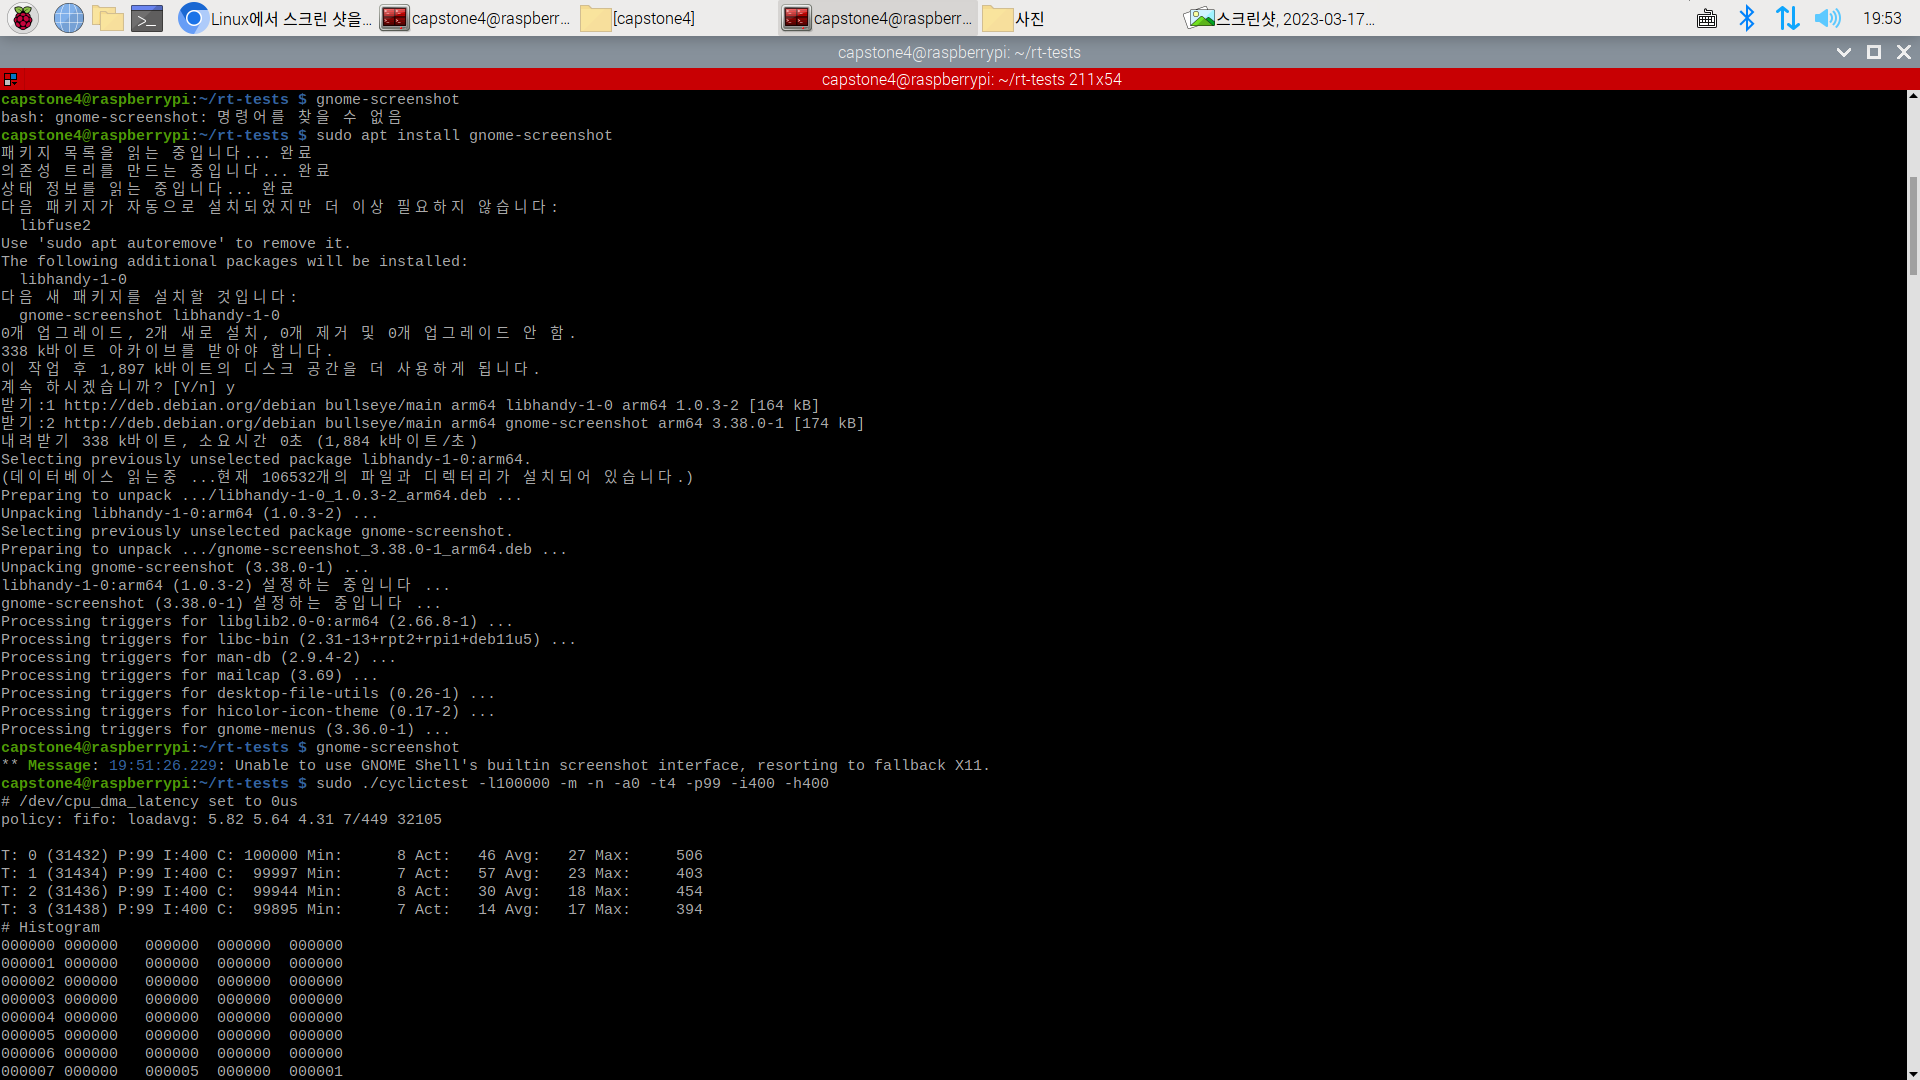 Linux에서 스크린 샷을... capstone4@raspberr... [capstone4] capstone4@raspberr... 사진 스크린샷, 2023-03-17... 19:53
capstone4@raspberrypi: ~/rt-tests
capstone4@raspberrypi: ~/rt-tests 211x54
capstone4@raspberrypi:~/rt-tests $ gnome-screenshot
bash: gnome-screenshot: 명령어를 찾을 수 없음
capstone4@raspberrypi:~/rt-tests $ sudo apt install gnome-screenshot
패키지 목록을 읽는 중입니다... 완료
의존성 트리를 만드는 중입니다... 완료
상태 정보를 읽는 중입니다... 완료
다음 패키지가 자동으로 설치되었지만 더 이상 필요하지 않습니다:
  libfuse2
Use 'sudo apt autoremove' to remove it.
The following additional packages will be installed:
  libhandy-1-0
다음 새 패키지를 설치할 것입니다:
  gnome-screenshot libhandy-1-0
0개 업그레이드, 2개 새로 설치, 0개 제거 및 0개 업그레이드 안 함.
338 k바이트 아카이브를 받아야 합니다.
이 작업 후 1,897 k바이트의 디스크 공간을 더 사용하게 됩니다.
계속 하시겠습니까? [Y/n] y
받기:1 http://deb.debian.org/debian bullseye/main arm64 libhandy-1-0 arm64 1.0.3-2 [164 kB]
받기:2 http://deb.debian.org/debian bullseye/main arm64 gnome-screenshot arm64 3.38.0-1 [174 kB]
내려받기 338 k바이트, 소요시간 0초 (1,884 k바이트/초)
Selecting previously unselected package libhandy-1-0:arm64.
(데이터베이스 읽는중 ...현재 106532개의 파일과 디렉터리가 설치되어 있습니다.)
Preparing to unpack .../libhandy-1-0_1.0.3-2_arm64.deb ...
Unpacking libhandy-1-0:arm64 (1.0.3-2) ...
Selecting previously unselected package gnome-screenshot.
Preparing to unpack .../gnome-screenshot_3.38.0-1_arm64.deb ...
Unpacking gnome-screenshot (3.38.0-1) ...
libhandy-1-0:arm64 (1.0.3-2) 설정하는 중입니다 ...
gnome-screenshot (3.38.0-1) 설정하는 중입니다 ...
Processing triggers for libglib2.0-0:arm64 (2.66.8-1) ...
Processing triggers for libc-bin (2.31-13+rpt2+rpi1+deb11u5) ...
Processing triggers for man-db (2.9.4-2) ...
Processing triggers for mailcap (3.69) ...
Processing triggers for desktop-file-utils (0.26-1) ...
Processing triggers for hicolor-icon-theme (0.17-2) ...
Processing triggers for gnome-menus (3.36.0-1) ...
capstone4@raspberrypi:~/rt-tests $ gnome-screenshot
** Message: 19:51:26.229: Unable to use GNOME Shell's builtin screenshot interface, resorting to fallback X11.
capstone4@raspberrypi:~/rt-tests $ sudo ./cyclictest -l100000 -m -n -a0 -t4 -p99 -i400 -h400
# /dev/cpu_dma_latency set to 0us
policy: fifo: loadavg: 5.82 5.64 4.31 7/449 32105
T: 0 (31432) P:99 I:400 C: 100000 Min:      8 Act:   46 Avg:   27 Max:     506
T: 1 (31434) P:99 I:400 C:  99997 Min:      7 Act:   57 Avg:   23 Max:     403
T: 2 (31436) P:99 I:400 C:  99944 Min:      8 Act:   30 Avg:   18 Max:     454
T: 3 (31438) P:99 I:400 C:  99895 Min:      7 Act:   14 Avg:   17 Max:     394
# Histogram
000000 000000   000000  000000  000000
000001 000000   000000  000000  000000
000002 000000   000000  000000  000000
000003 000000   000000  000000  000000
000004 000000   000000  000000  000000
000005 000000   000000  000000  000000
000006 000000   000000  000000  000000
000007 000000   000005  000000  000001